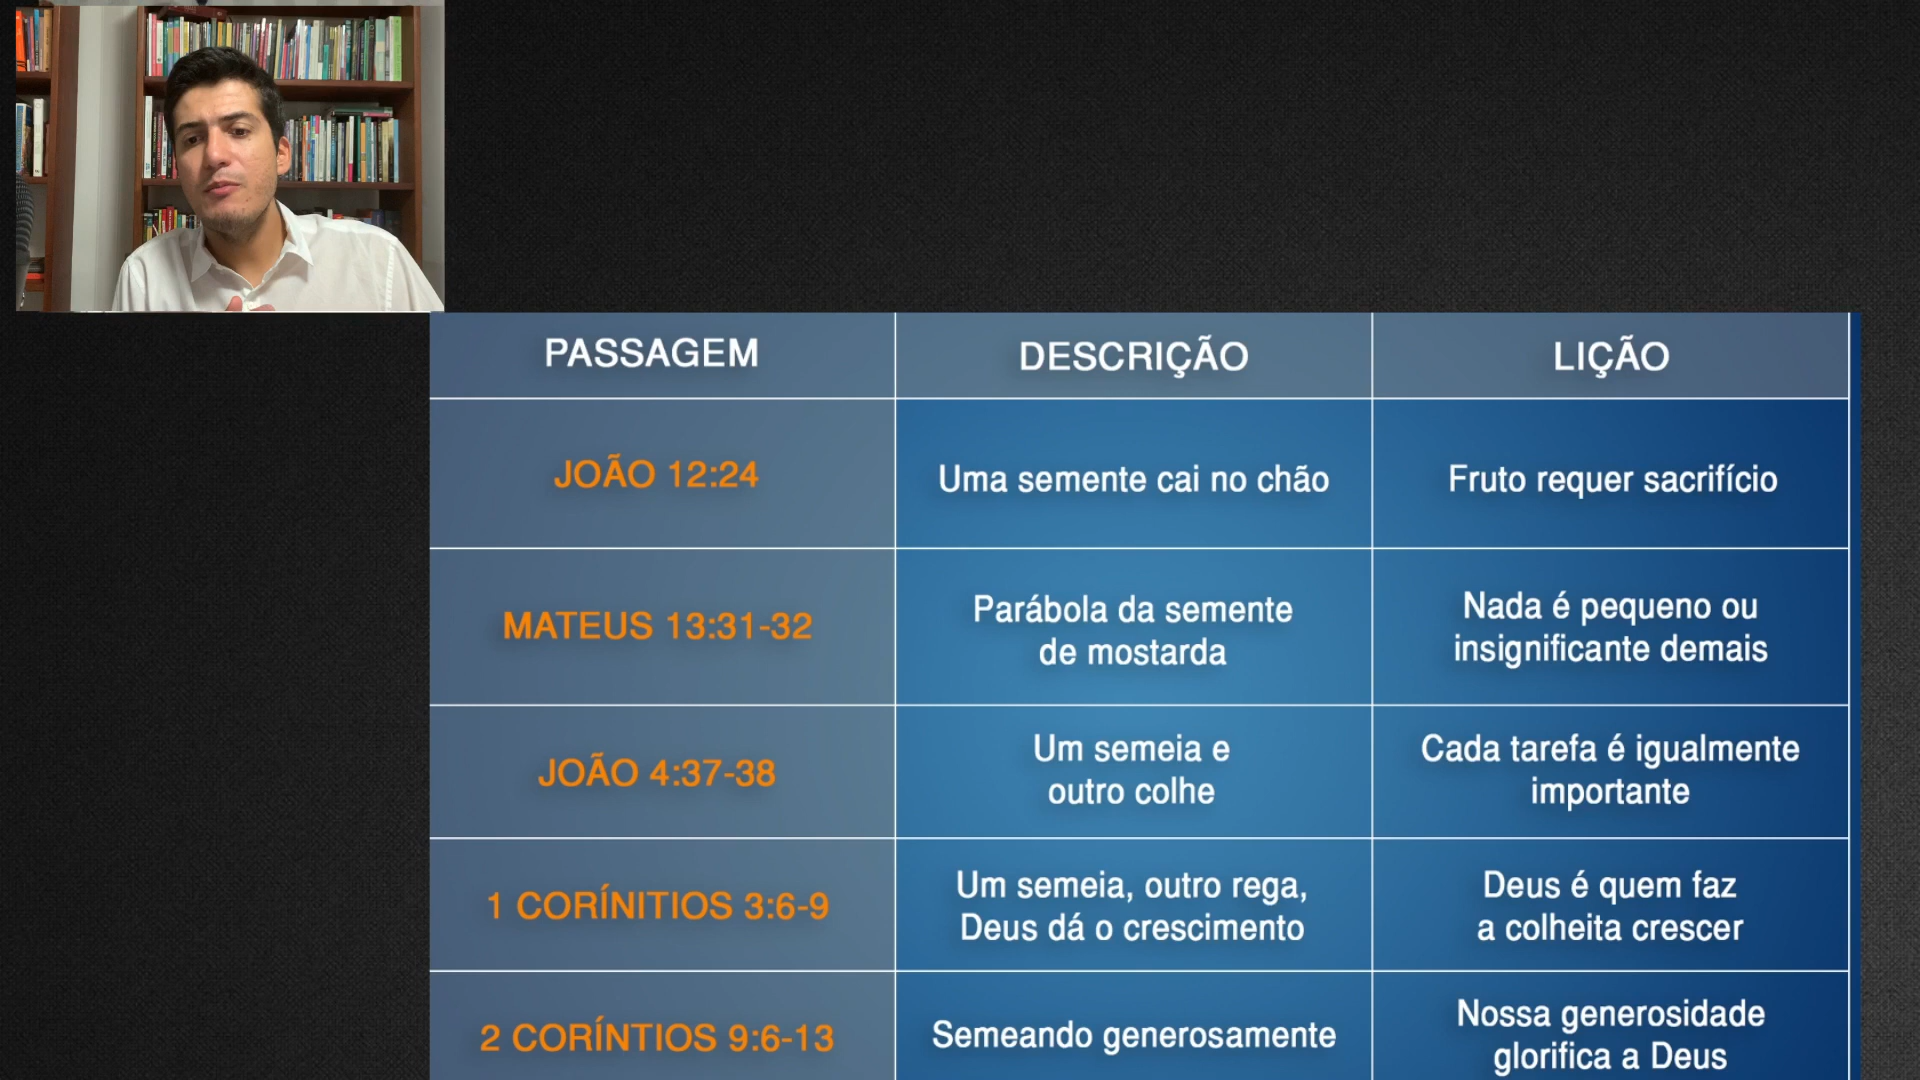 PASSAGEM
DESCRIÇÃO
LIÇÃO
JOÃO 12:24
Uma semente cai no chão
Fruto requer sacrifício
MATEUS 13:31-32
Parábola da semente
de mostarda
Nada é pequeno ou
insignificante demais
JOÃO 4:37-38
Um semeia e
outro colhe
Cada tarefa é igualmente
importante
1 CORÍNITIOS 3:6-9
Um semeia, outro rega,
Deus dá o crescimento
Deus é quem faz
a colheita crescer
2 CORÍNTIOS 9:6-13
Semeando generosamente
Nossa generosidade
glorifica a Deus